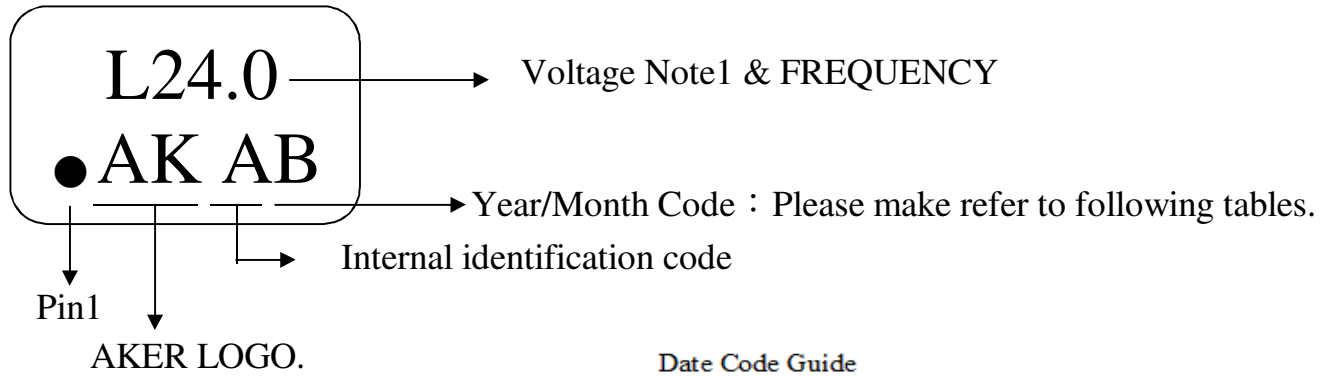 L24.0
Voltage Note1 & FREQUENCY
●AK AB
Year/Month Code：Please make refer to following tables.
Internal identification code
Pin1
AKER LOGO.
Date Code Guide